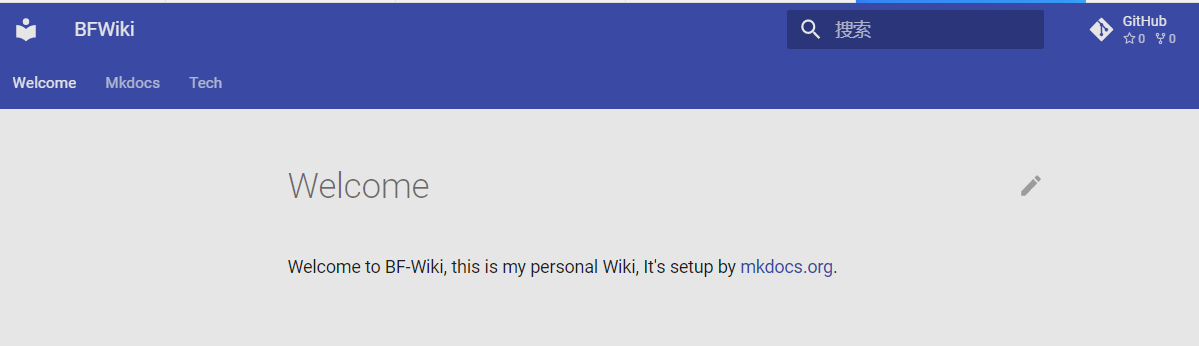 BFWiki
搜索
GitHub
0 0
Welcome Mkdocs Tech
Welcome
Welcome to BF-Wiki, this is my personal Wiki, It's setup by mkdocs.org.